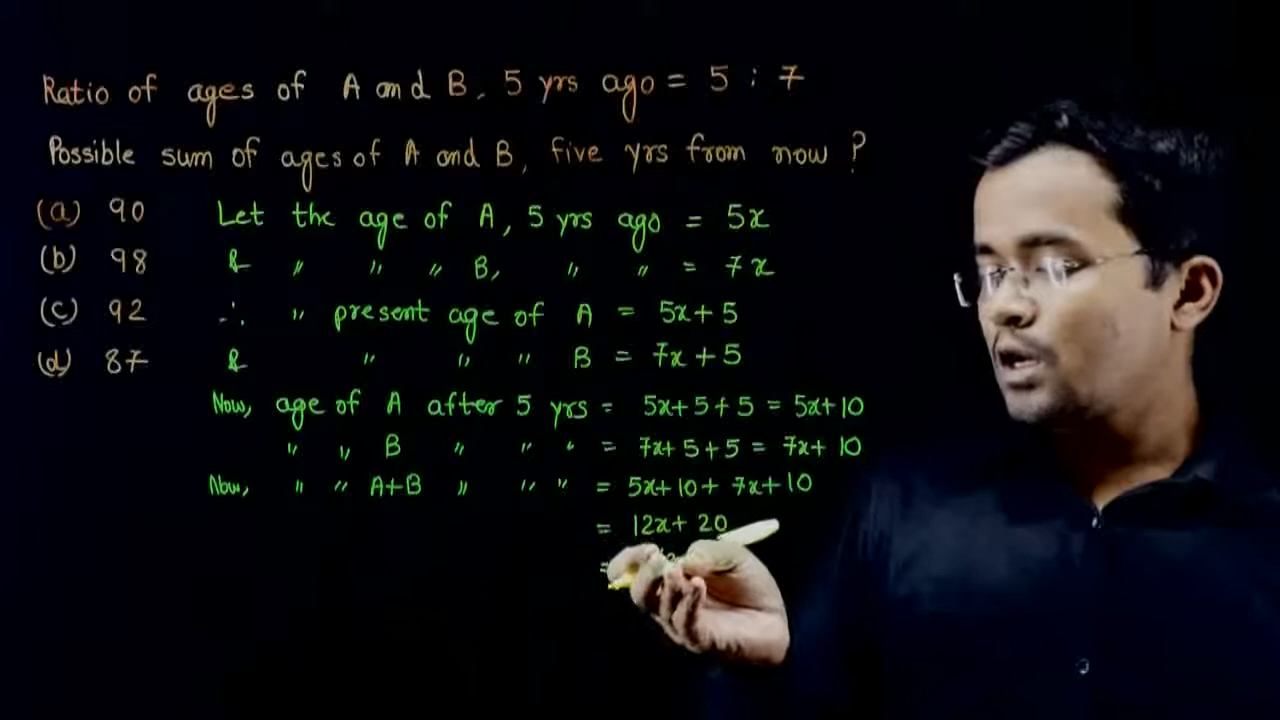 Ratio of ages of A and B, 5 yrs ago = 5 : 7
Possible sum of ages of A and B, five yrs from now ?
(a) 90
(b) 98
(c) 92
(d) 87
Let the age of A, 5 yrs ago = 5x
& " " " B, " " = 7x
∴ " present age of A = 5x + 5
& " " " B = 7x + 5
Now, age of A after 5 yrs = 5x + 5 + 5 = 5x + 10
" " B " " " = 7x + 5 + 5 = 7x + 10
Now, " " A+B " " " = 5x + 10 + 7x + 10
= 12x + 20
=